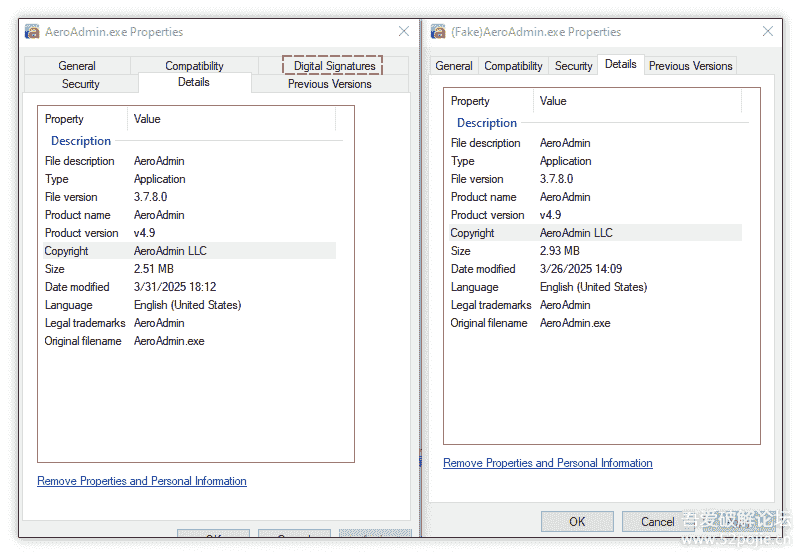 AeroAdmin.exe Properties
General Compatibility Digital Signatures
Security Details Previous Versions
Property Value
Description
File description AeroAdmin
Type Application
File version 3.7.8.0
Product name AeroAdmin
Product version v4.9
Copyright AeroAdmin LLC
Size 2.51 MB
Date modified 3/31/2025 18:12
Language English (United States)
Legal trademarks AeroAdmin
Original filename AeroAdmin.exe
Remove Properties and Personal Information
(Fake)AeroAdmin.exe Properties
General Compatibility Security Details Previous Versions
Property Value
Description
File description AeroAdmin
Type Application
File version 3.7.8.0
Product name AeroAdmin
Product version v4.9
Copyright AeroAdmin LLC
Size 2.93 MB
Date modified 3/26/2025 14:09
Language English (United States)
Legal trademarks AeroAdmin
Original filename AeroAdmin.exe
Remove Properties and Personal Information
OK Cancel
吾爱破解论坛
www.52pojie.cn